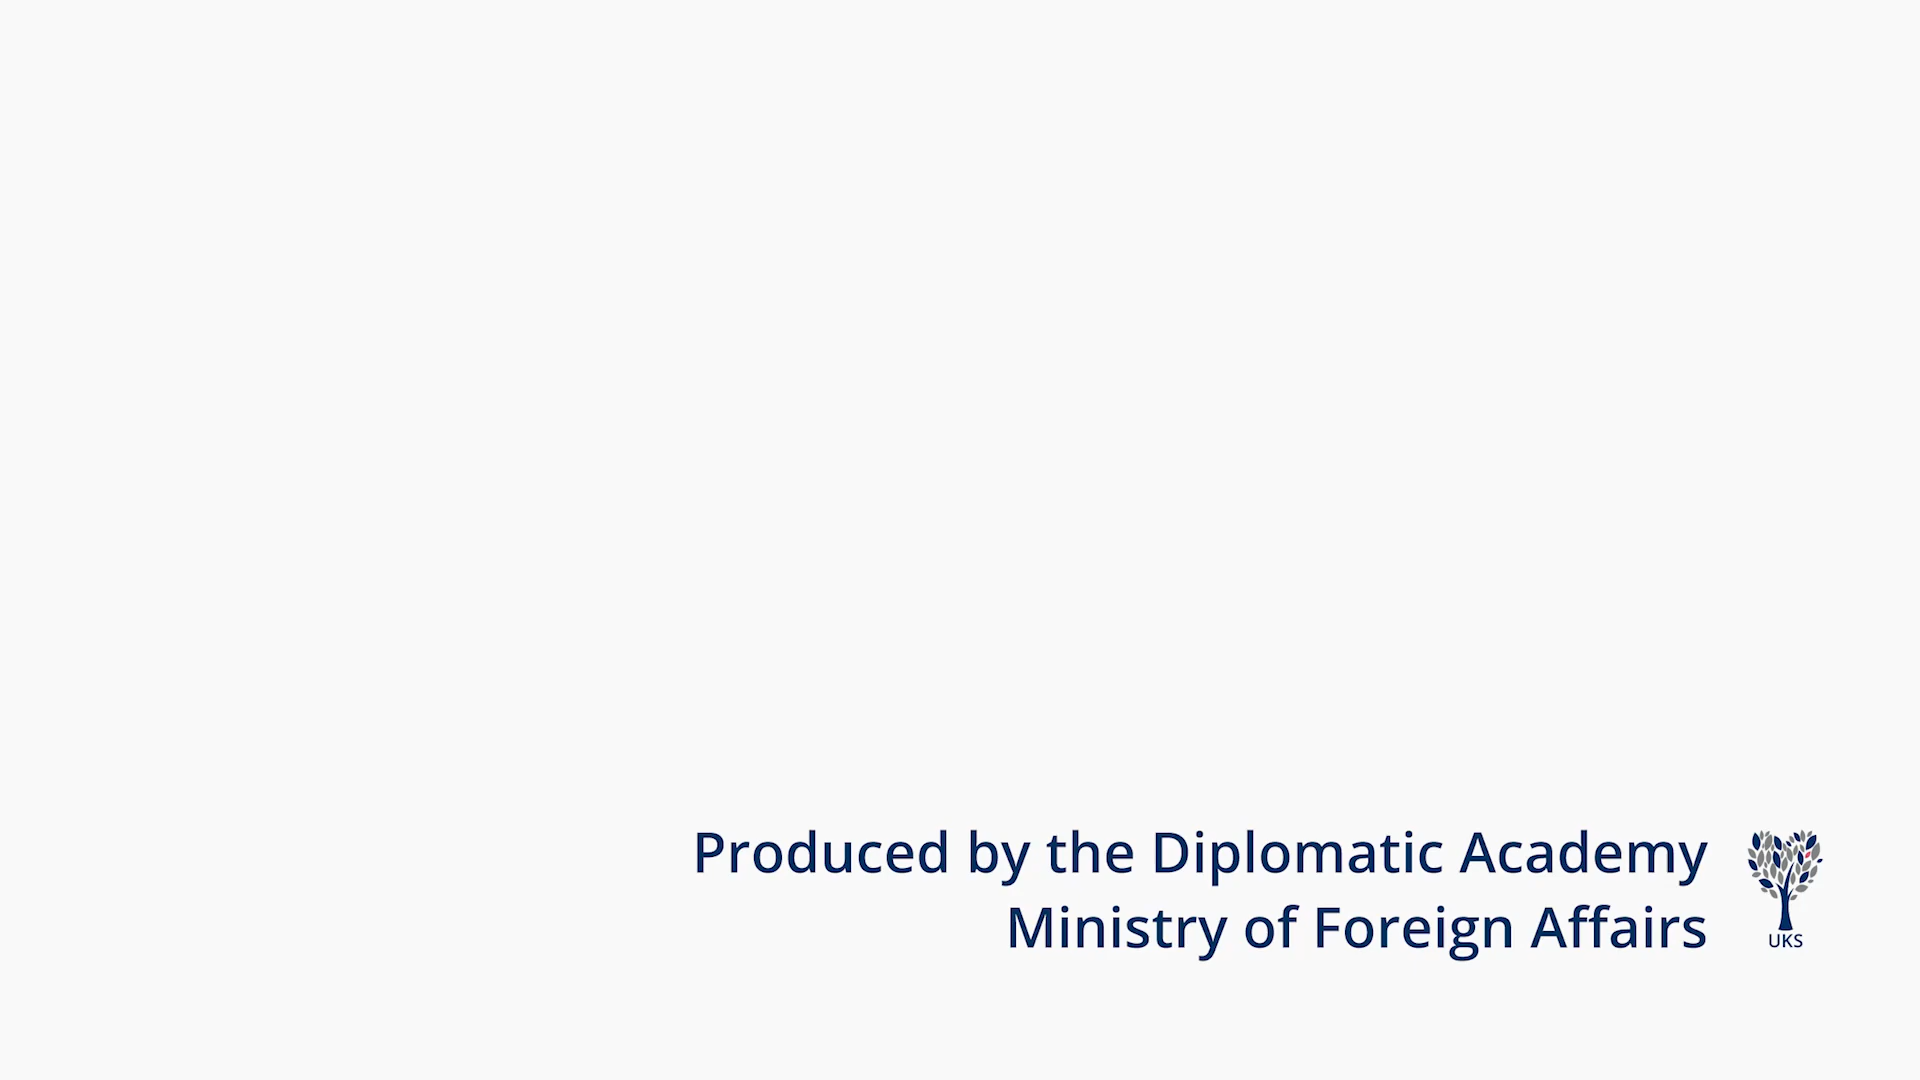 Produced by the Diplomatic Academy
Ministry of Foreign Affairs
UKS